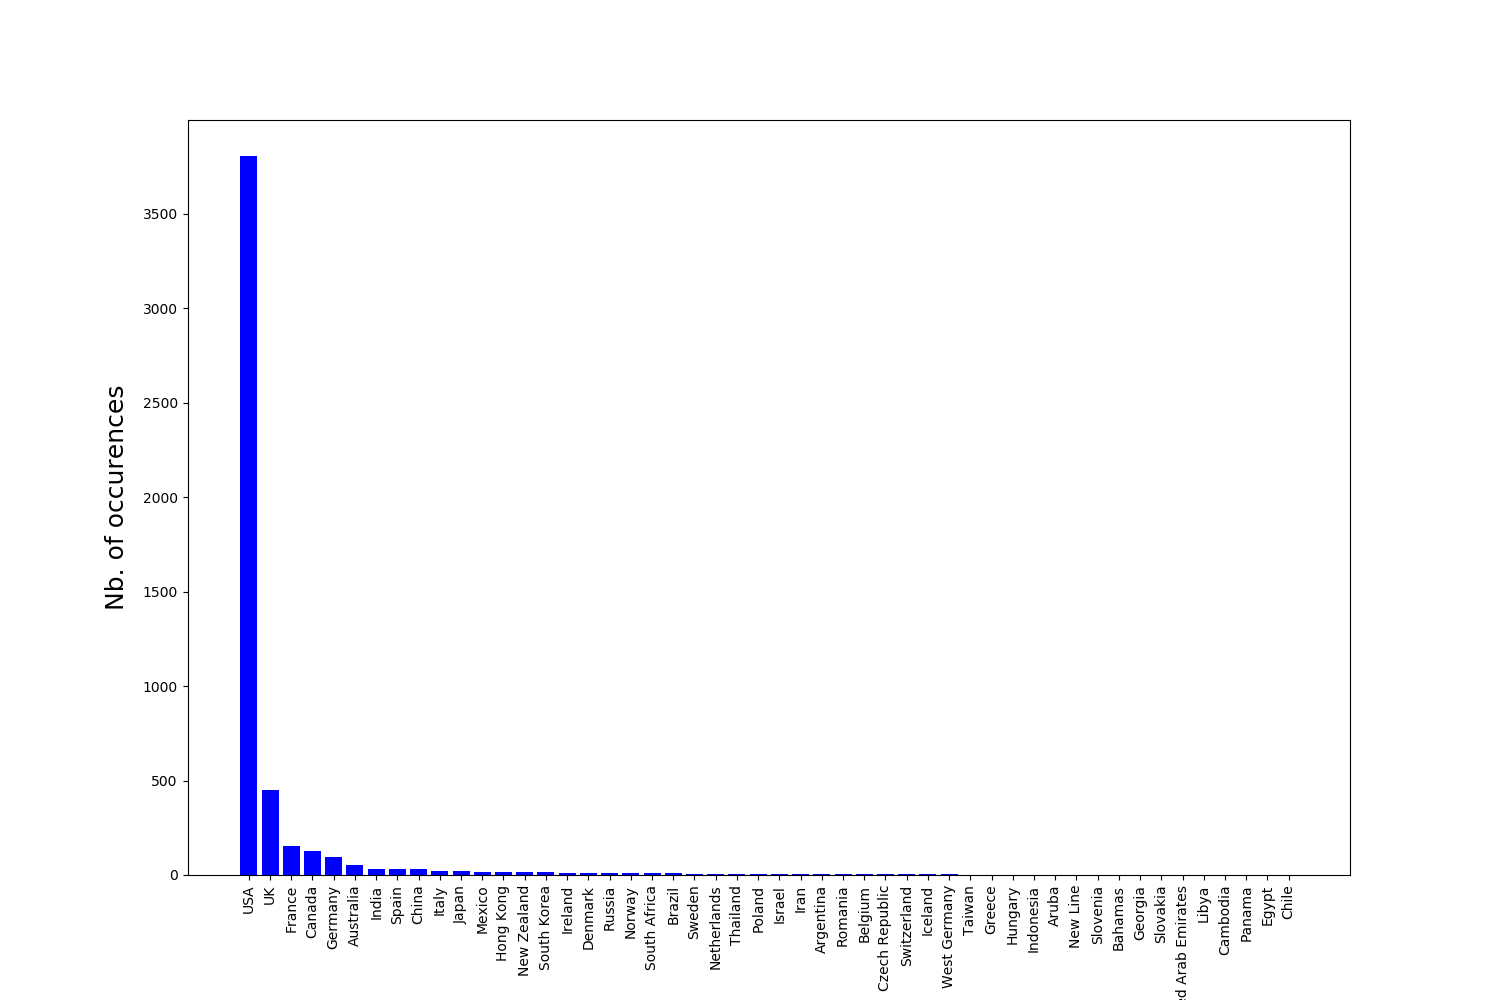 Nb. of occurences
3500
3000
2500
2000
1500
1000
500
0
USA
UK
France
Canada
Germany
Australia
India
Spain
China
Italy
Japan
Mexico
Hong Kong
New Zealand
South Korea
Ireland
Denmark
Russia
Norway
South Africa
Brazil
Sweden
Netherlands
Thailand
Poland
Israel
Iran
Argentina
Romania
Belgium
Czech Republic
Switzerland
Iceland
West Germany
Taiwan
Greece
Hungary
Indonesia
Aruba
New Line
Slovenia
Bahamas
Georgia
Slovakia
ed Arab Emirates
Libya
Cambodia
Panama
Egypt
Chile